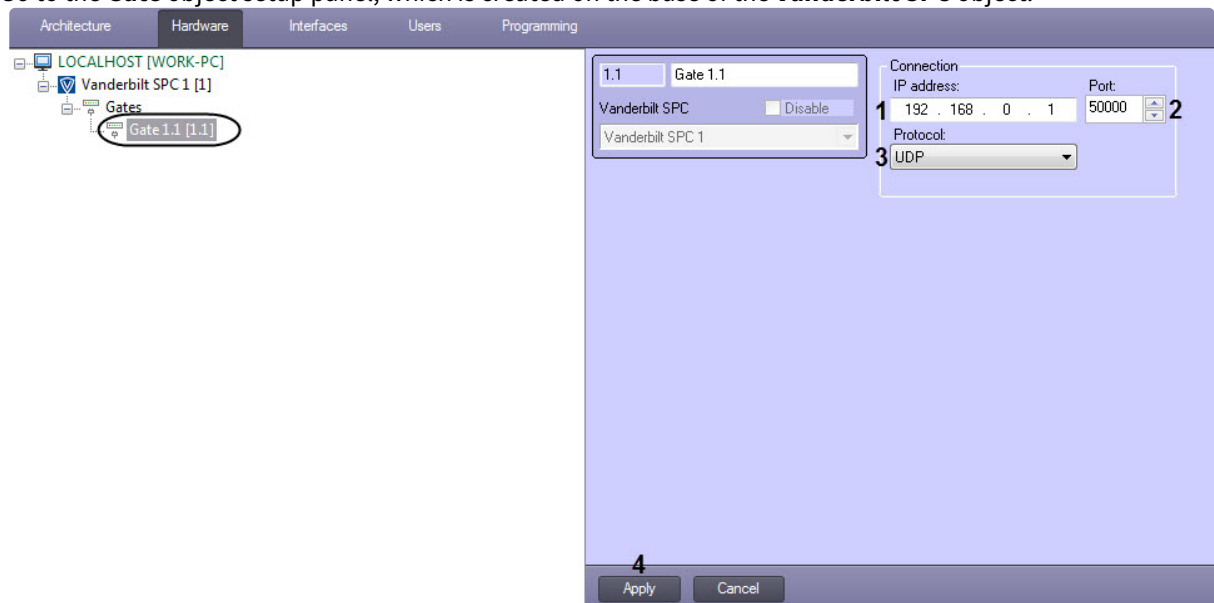 Go to the Gate object setup panel, which is created on the base of the Vanderbilt SPC object.
Architecture Hardware Interfaces Users Programming
LOCALHOST [WORK-PC]
Vanderbilt SPC 1 [1]
Gates
Gate 1.1 [1.1]
1.1 Gate 1.1
Vanderbilt SPC Disable
Vanderbilt SPC 1
Connection
IP address: Port:
1 192 . 168 . 0 . 1 50000 2
Protocol:
3 UDP
4
Apply Cancel